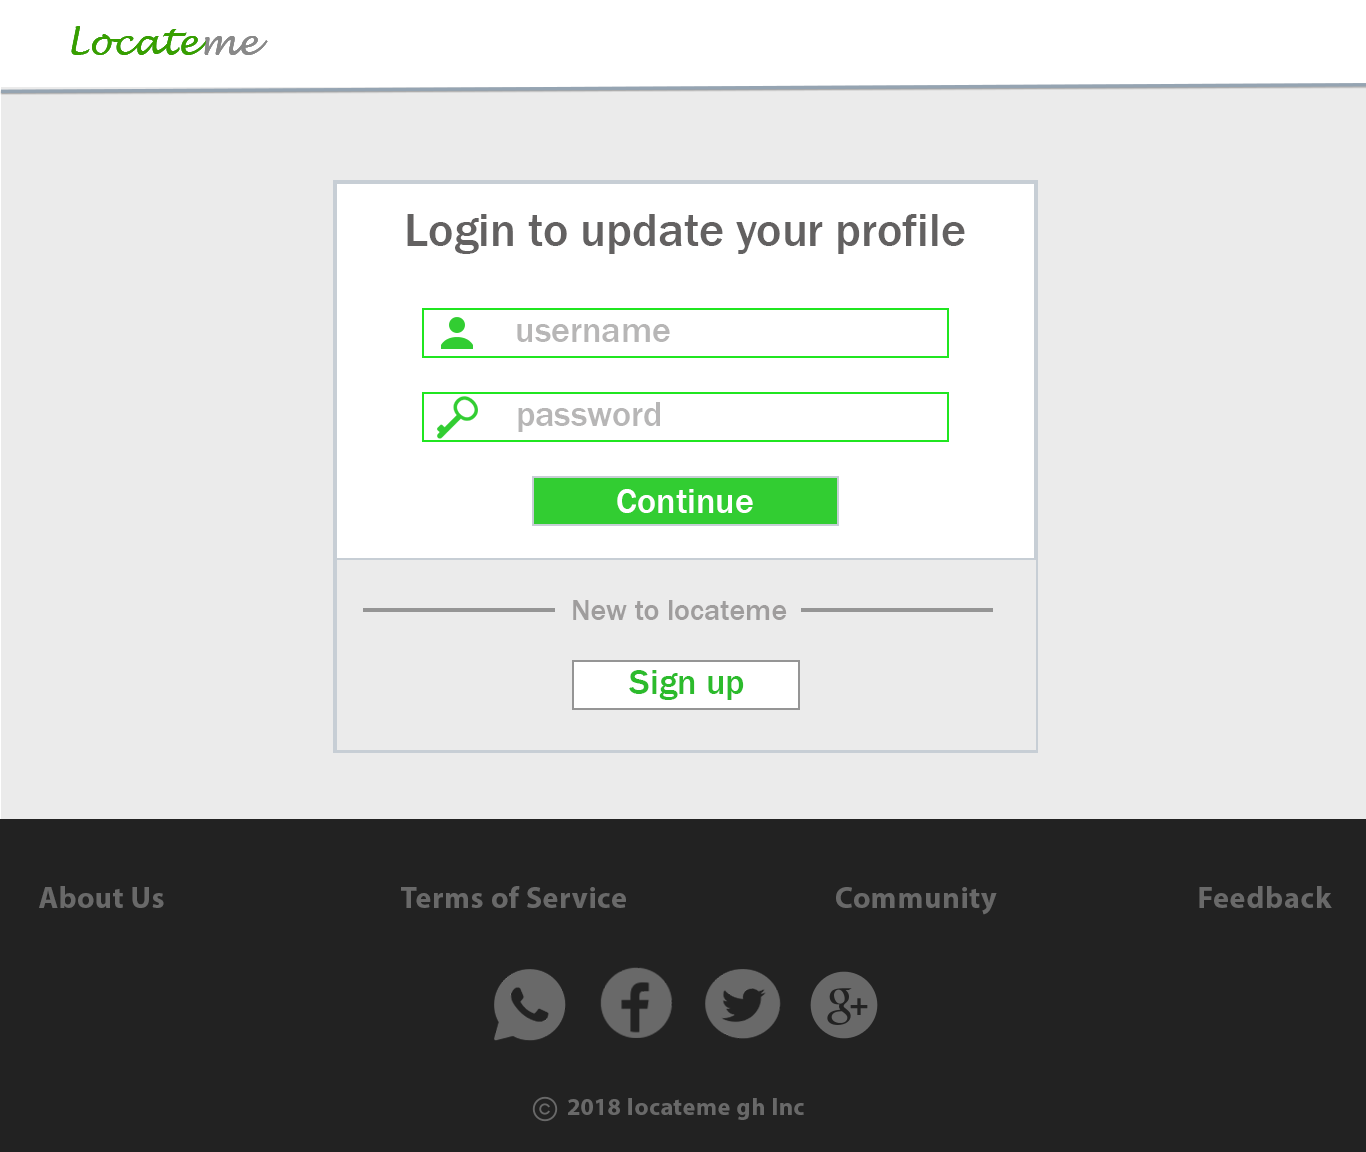 Locateme
Login to update your profile
username
password
Continue
New to locateme
Sign up
About Us Terms of Service Community Feedback
f g+
© 2018 locateme gh Inc